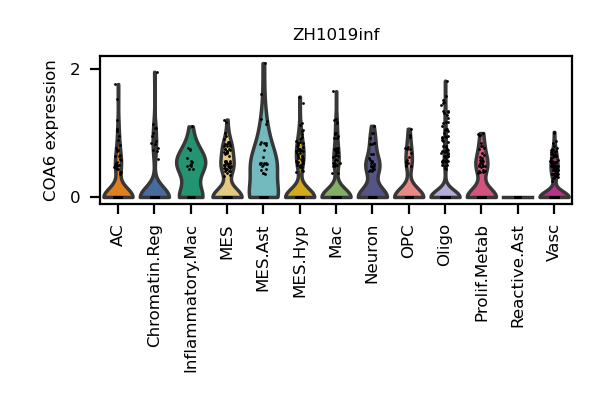 ZH1019inf
COA6 expression
2
0
AC
Chromatin.Reg
Inflammatory.Mac
MES
MES.Ast
MES.Hyp
Mac
Neuron
OPC
Oligo
Prolif.Metab
Reactive.Ast
Vasc